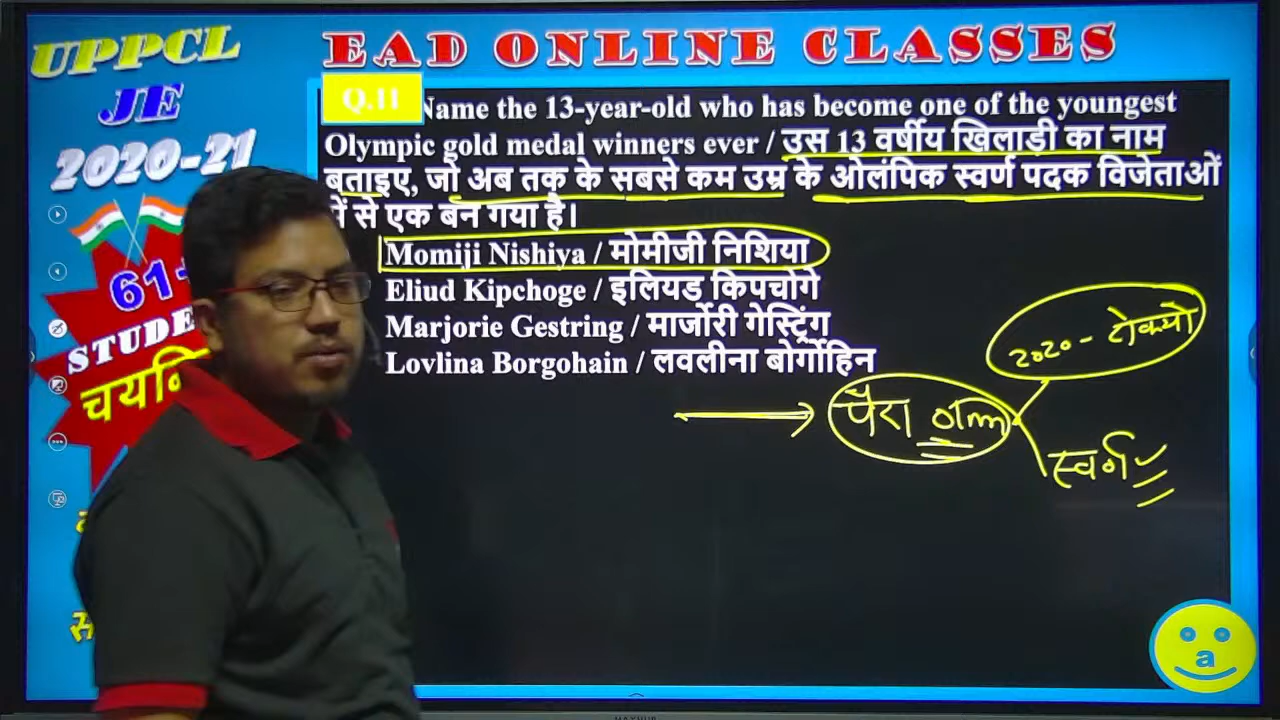 UPPCL
JE
2020-21
61+
STUDE
चयनि
EAD ONLINE CLASSES
Q.11
Name the 13-year-old who has become one of the youngest
Olympic gold medal winners ever / उस 13 वर्षीय खिलाड़ी का नाम
बताइए, जो अब तक के सबसे कम उम्र के ओलंपिक स्वर्ण पदक विजेताओं
में से एक बन गया है।
Momiji Nishiya / मोमीजी निशिया
Eliud Kipchoge / इलियड किपचोगे
Marjorie Gestring / मार्जोरी गेस्ट्रिंग
Lovlina Borgohain / लवलीना बोर्गोहिन
2020 - टोक्यो
पैरा
स्वर्ण
a